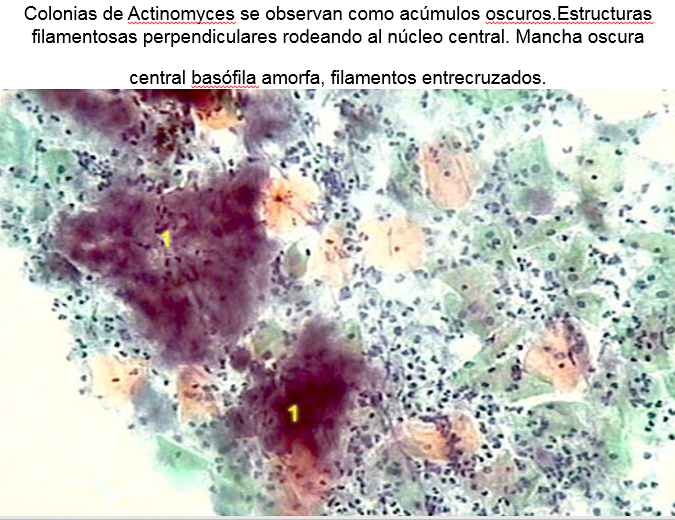 Colonias de Actinomyces se observan como acúmulos oscuros.Estructuras
filamentosas perpendiculares rodeando al núcleo central. Mancha oscura
central basófila amorfa, filamentos entrecruzados.
1
1